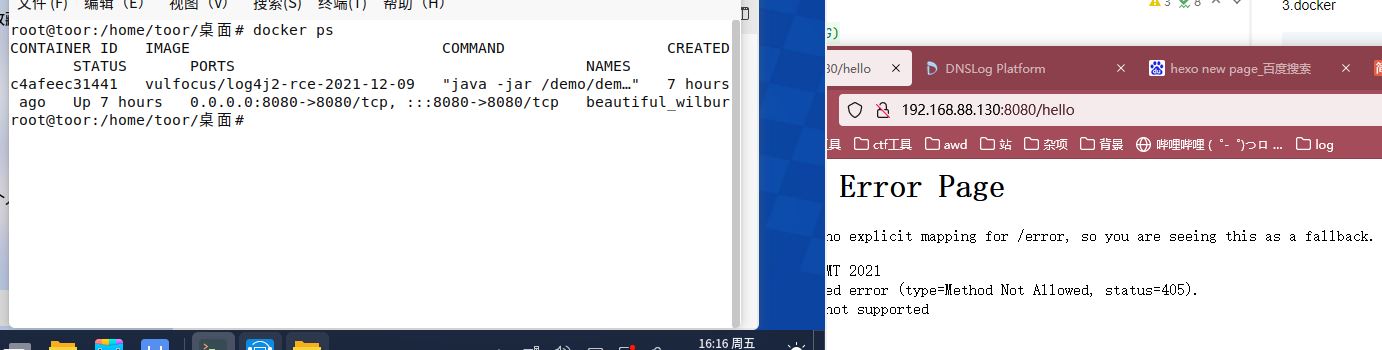 文件(F) 编辑（E） 视图（V） 搜索(S) 终端(T) 帮助（H）
root@toor:/home/toor/桌面# docker ps
CONTAINER ID   IMAGE                            COMMAND                  CREATED
       STATUS       PORTS                                       NAMES
c4afeec31441   vulfocus/log4j2-rce-2021-12-09   "java -jar /demo/dem…"   7 hours
 ago   Up 7 hours   0.0.0.0:8080->8080/tcp, :::8080->8080/tcp   beautiful_wilbur
root@toor:/home/toor/桌面#
16:16 周五
3 8
3.docker
G)
30/hello
DNSLog Platform
hexo new page_百度搜索
192.168.88.130:8080/hello
具 ctf工具 awd 站 杂项 背景 哔哩哔哩 ( ゜- ゜)つロ ... log
Error Page
no explicit mapping for /error, so you are seeing this as a fallback.
MT 2021
ed error (type=Method Not Allowed, status=405).
not supported